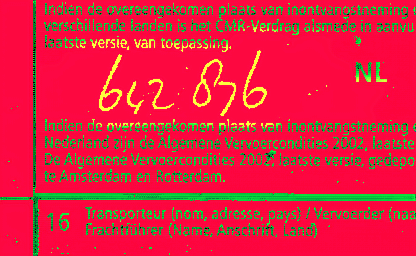 Indien de overeengekomen plaats van inontvangstneming e
verschillende landen is het CMR-Verdrag alsmede in aanvu
laatste versie, van toepassing.
642 876
NL
Indien de overeengekomen plaats van inontvangstneming e
Nederland zijn de Algemene Vervoercondities 2002, laatste
De Algemene Vervoercondities 2002, laatste versie, gedepo
te Amsterdam en Rotterdam.
16 Transporteur (nom, adresse, pays) / Vervoerder (naa
Frachtführer (Name, Anschrift, Land)